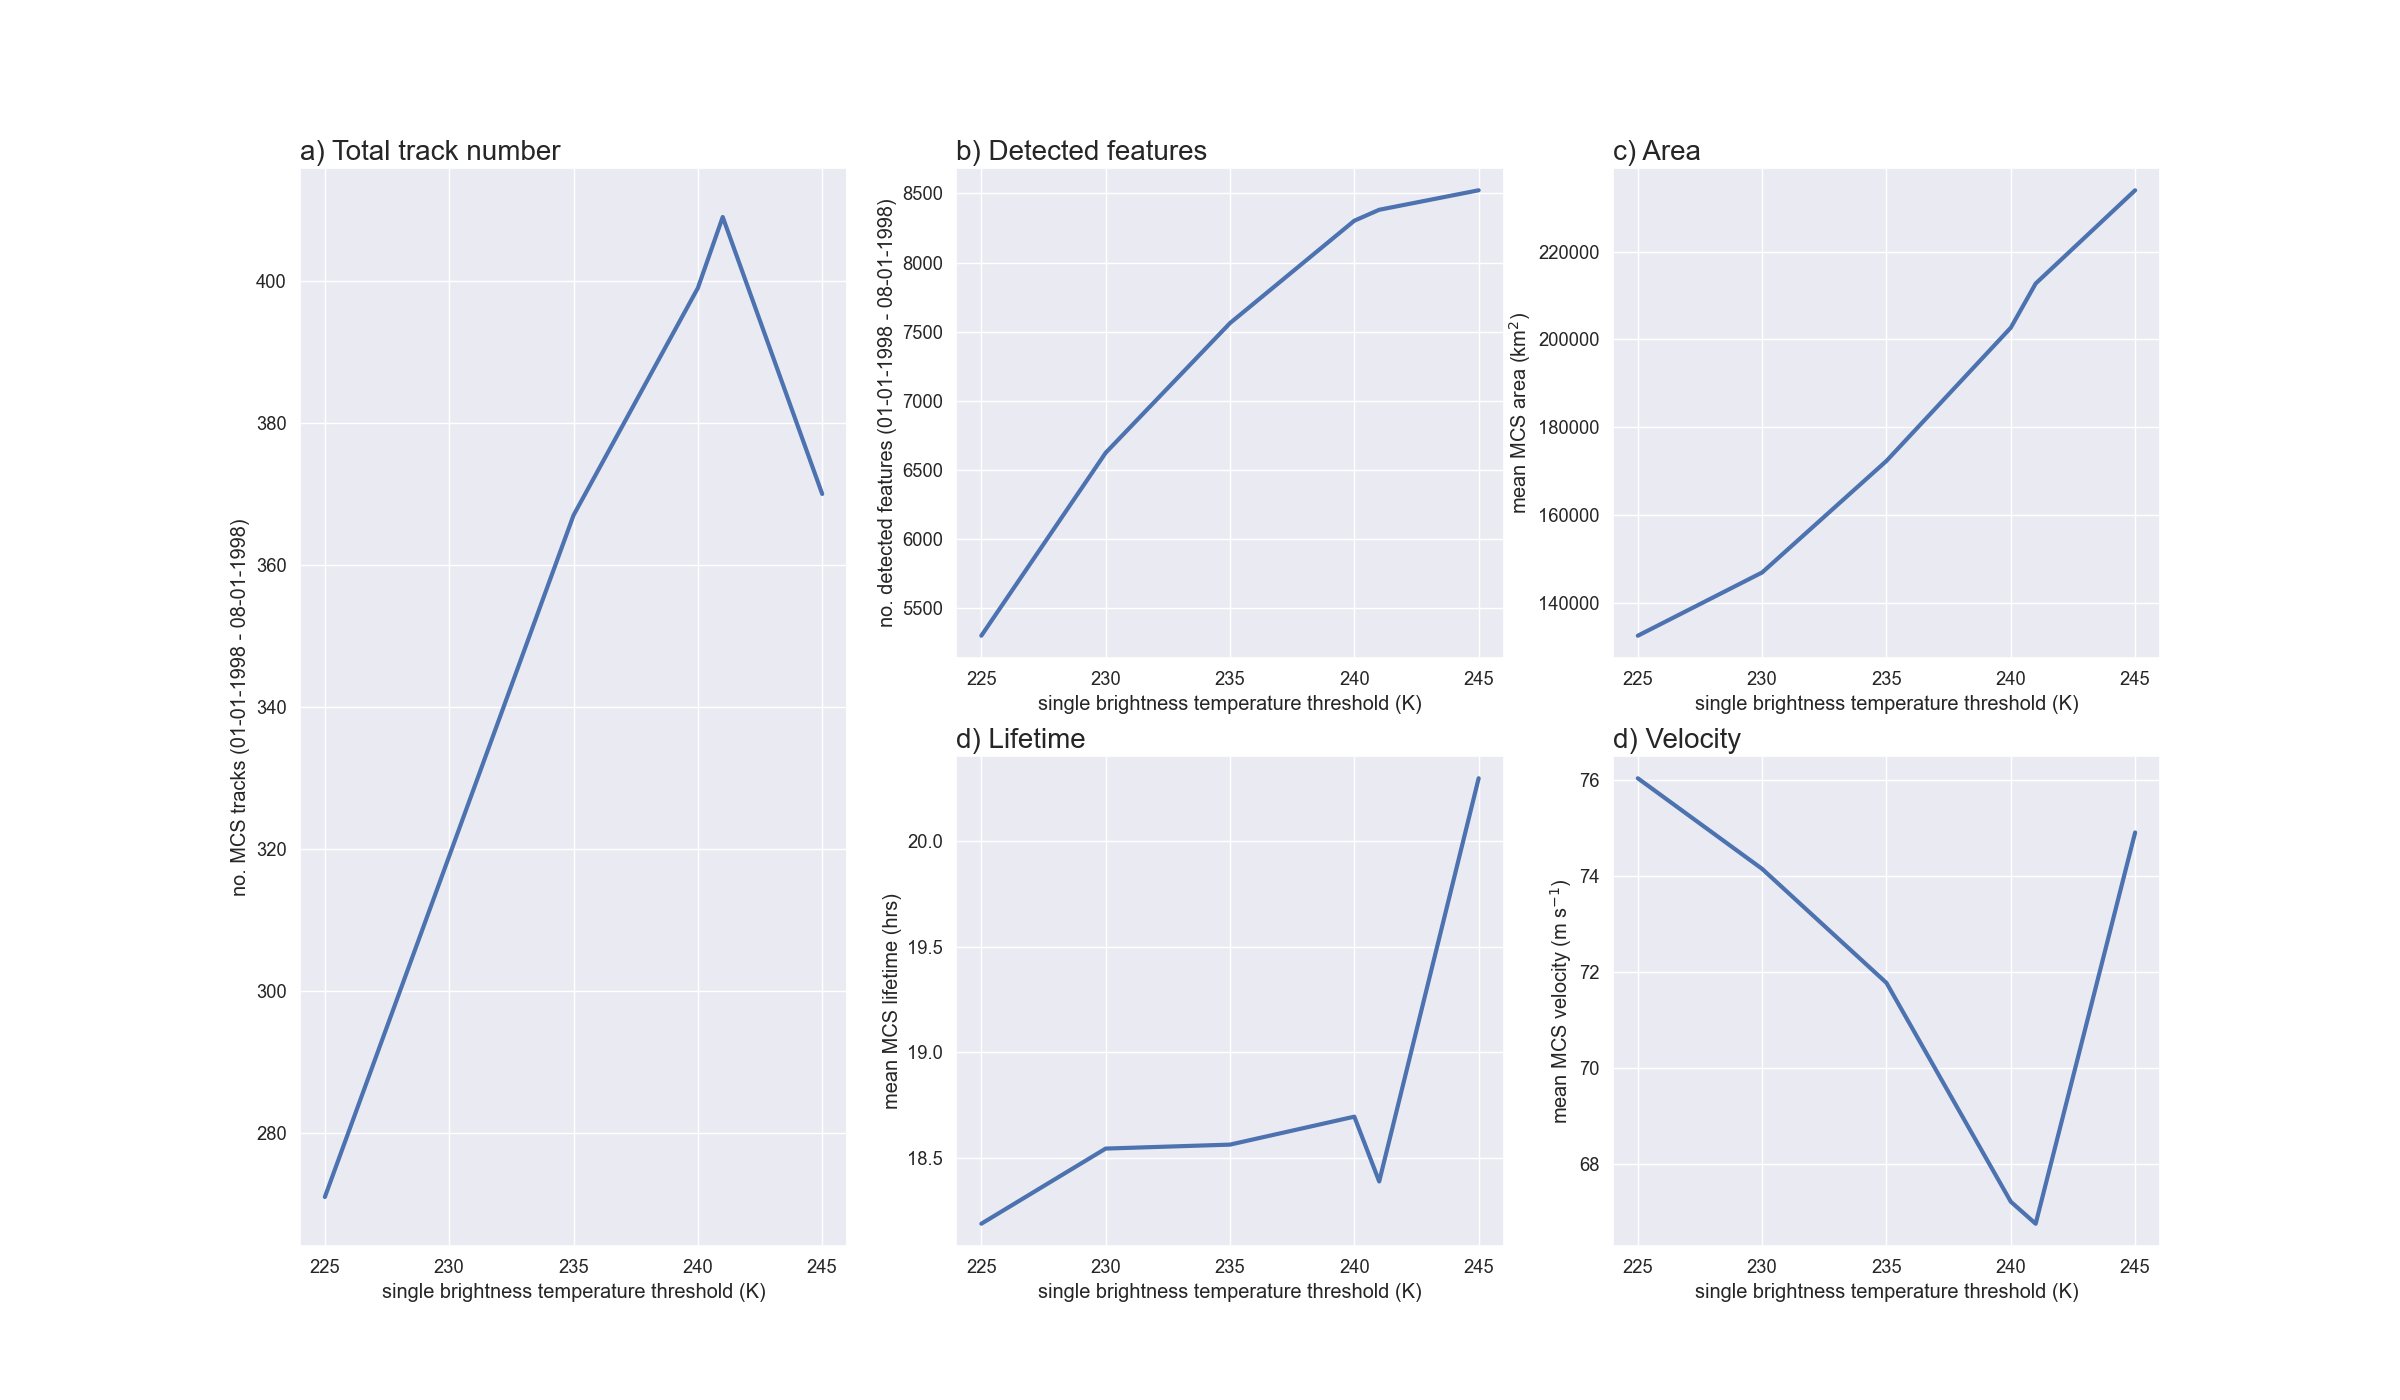 a) Total track number
no. MCS tracks (01-01-1998 - 08-01-1998)
400
380
360
340
320
300
280
225 230 235 240 245
single brightness temperature threshold (K)
b) Detected features
no. detected features (01-01-1998 - 08-01-1998)
8500
8000
7500
7000
6500
6000
5500
225 230 235 240 245
single brightness temperature threshold (K)
c) Area
mean MCS area (km²)
220000
200000
180000
160000
140000
225 230 235 240 245
single brightness temperature threshold (K)
d) Lifetime
mean MCS lifetime (hrs)
20.0
19.5
19.0
18.5
225 230 235 240 245
single brightness temperature threshold (K)
d) Velocity
mean MCS velocity (m s⁻¹)
76
74
72
70
68
225 230 235 240 245
single brightness temperature threshold (K)